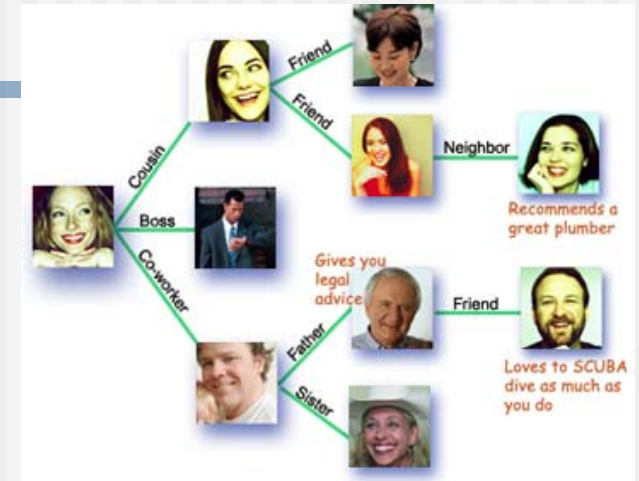 Friend
Friend
Cousin
Neighbor
Recommends a
great plumber
Boss
Co-worker
Gives you
legal
advice
Father
Friend
Sister
Loves to SCUBA
dive as much as
you do